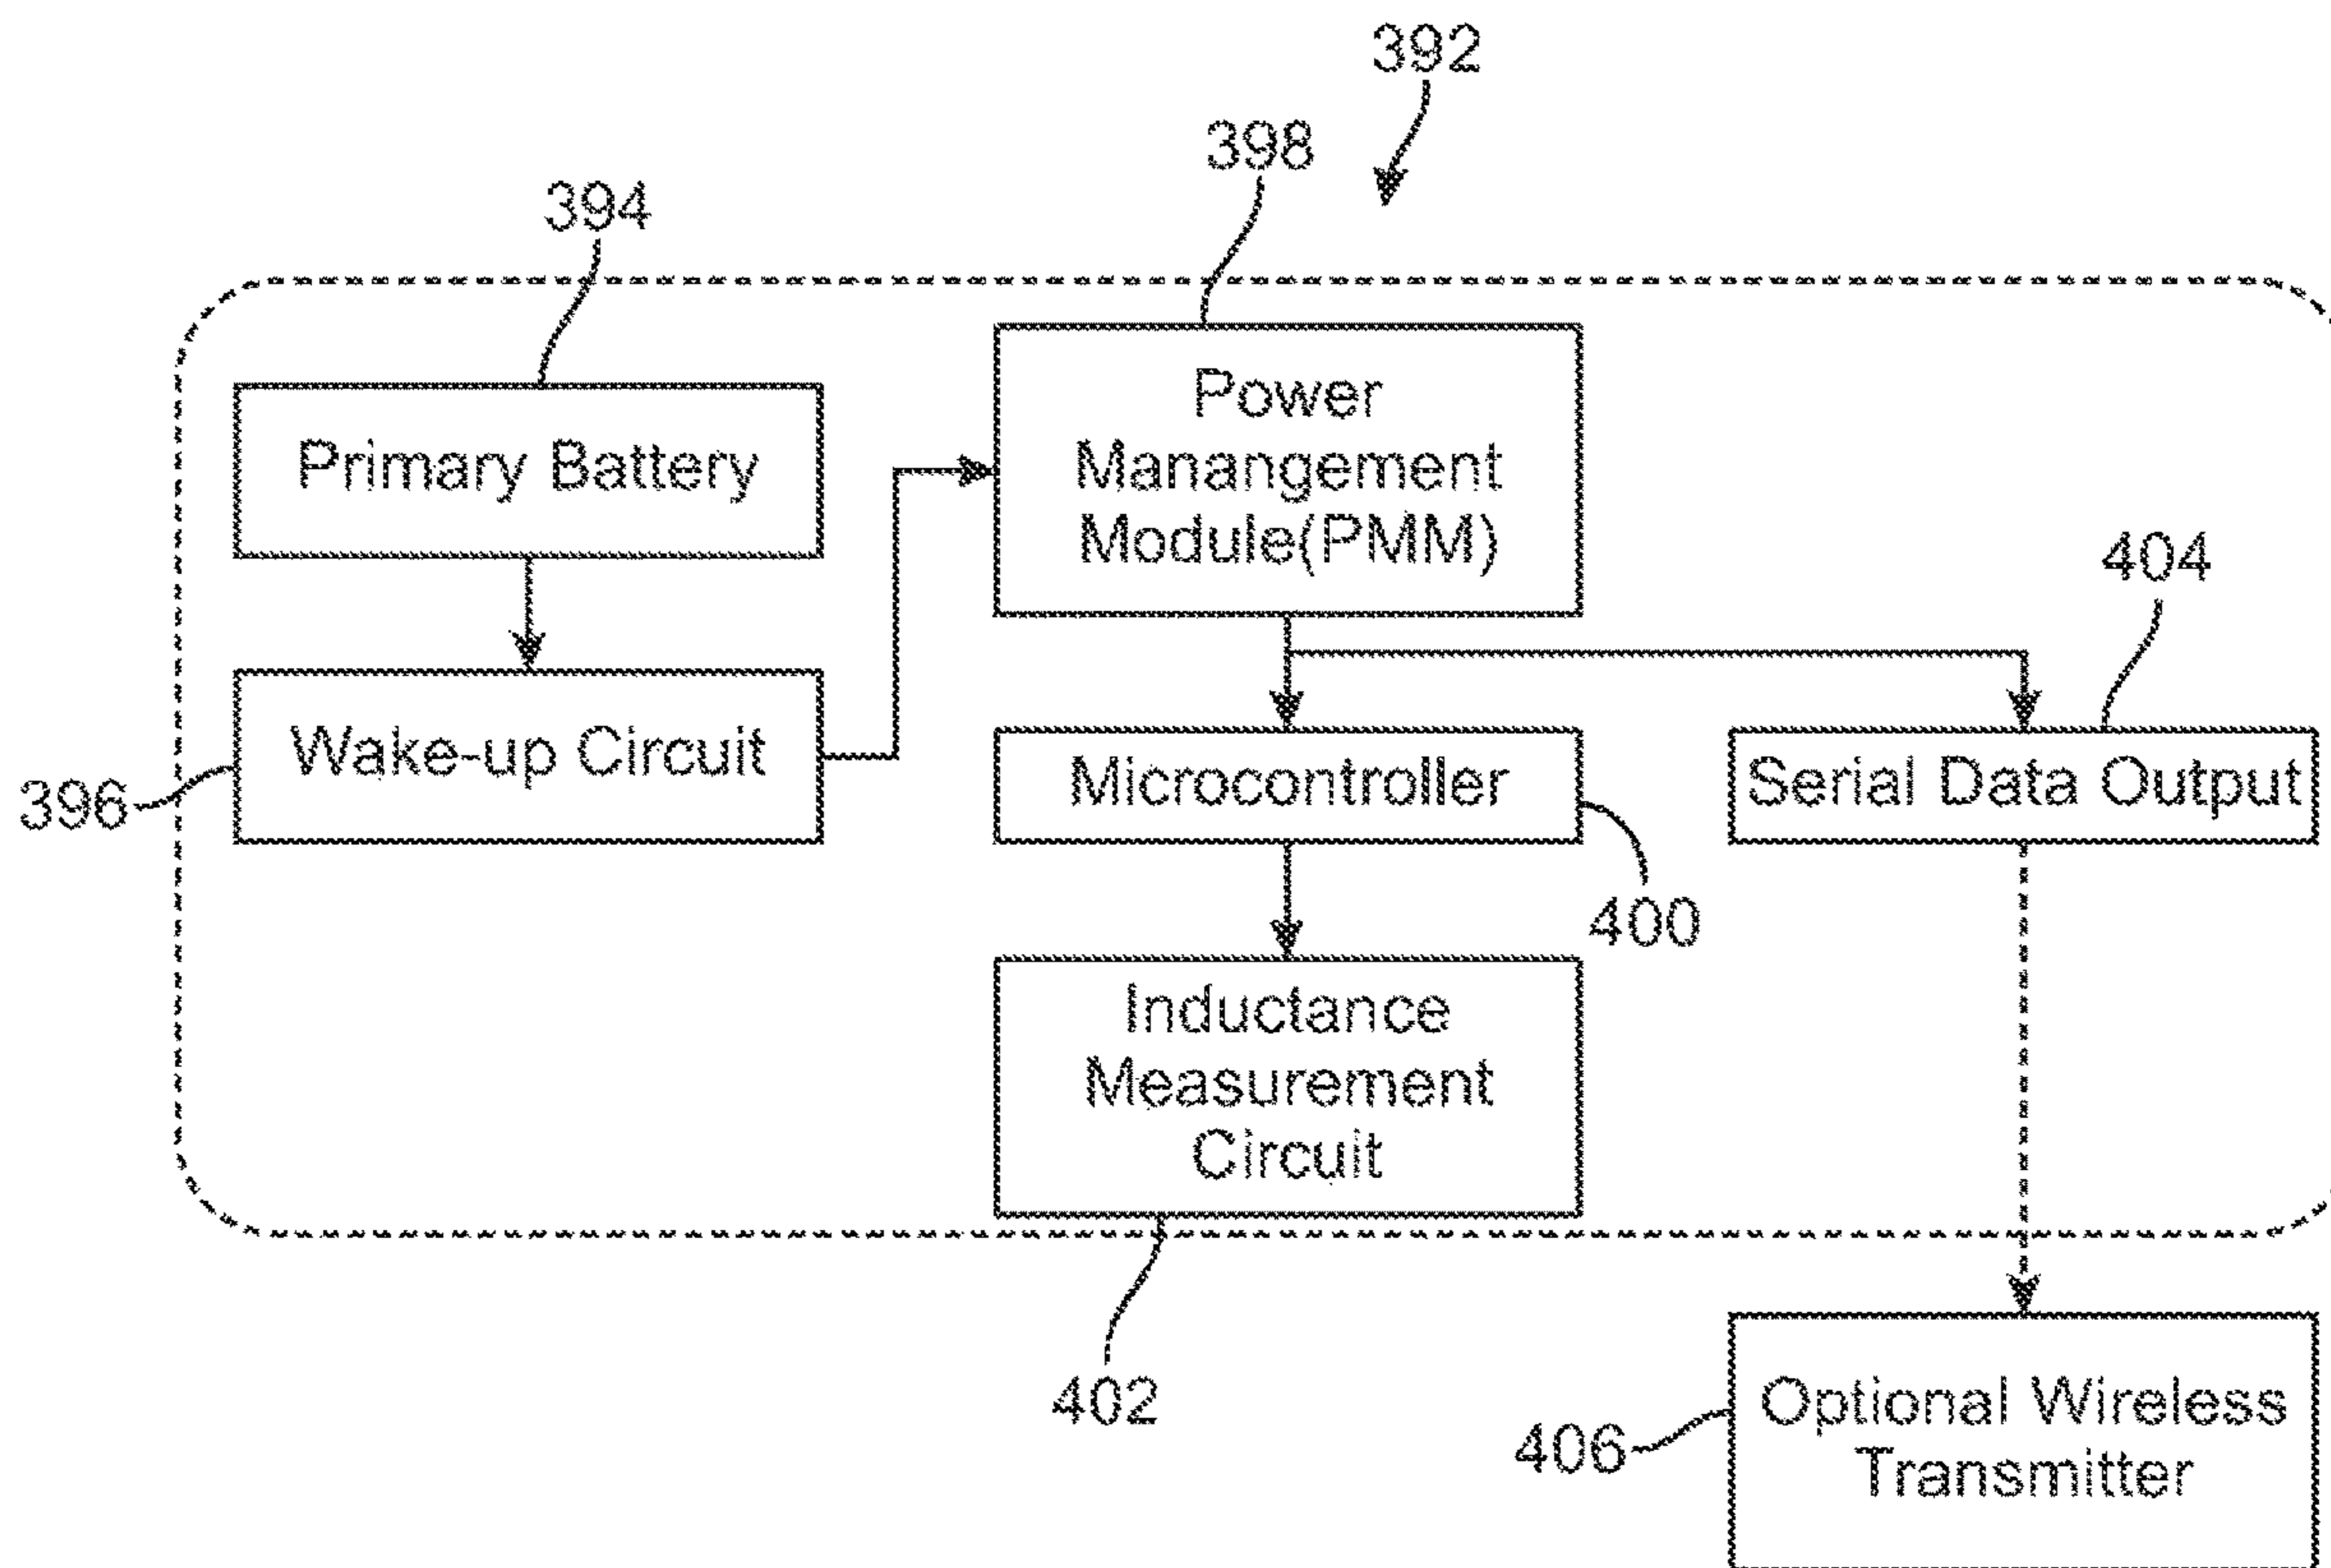 392
398
394
Power
Manangement
Module(PMM)
Primary Battery
404
Wake-up Circuit
Microcontroller
Serial Data Output
396
400
Inductance
Measurement
Circuit
402
Optional Wireless
Transmitter
406